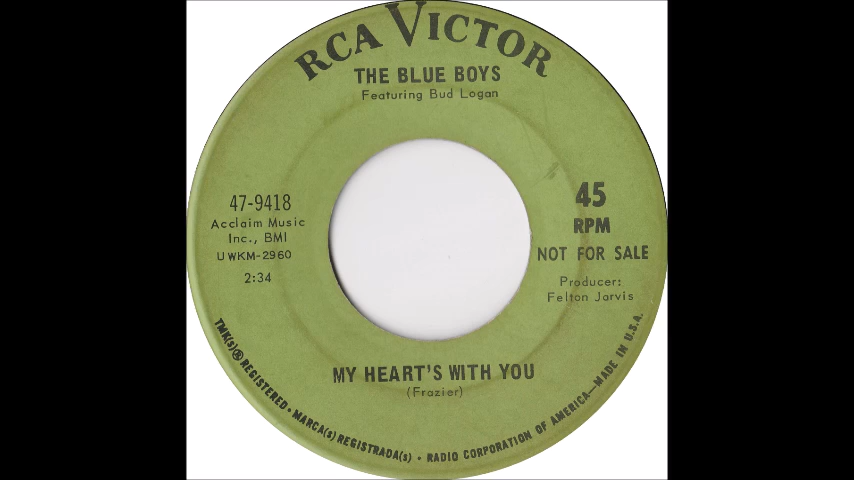 RCA VICTOR
THE BLUE BOYS
Featuring Bud Logan
47-9418
Acclaim Music
Inc., BMI
UWKM-2960
2:34
45
RPM
NOT FOR SALE
Producer:
Felton Jarvis
MY HEART'S WITH YOU
(Frazier)
TMK(s)® REGISTERED • MARCA(s) REGISTRADA(s) • RADIO CORPORATION OF AMERICA—MADE IN U.S.A.